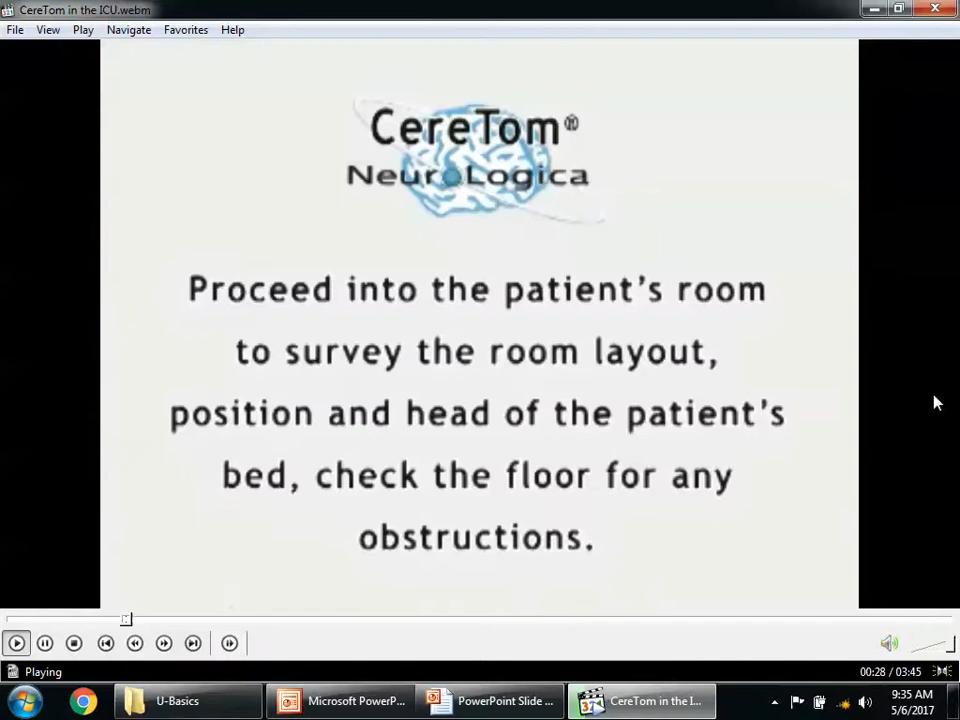 CereTom in the ICU.webm
File View Play Navigate Favorites Help
CereTom®
NeuroLogica
Proceed into the patient's room
to survey the room layout,
position and head of the patient's
bed, check the floor for any
obstructions.
Playing
00:28 / 03:45
U-Basics
Microsoft PowerP...
PowerPoint Slide ...
CereTom in the I...
9:35 AM
5/6/2017